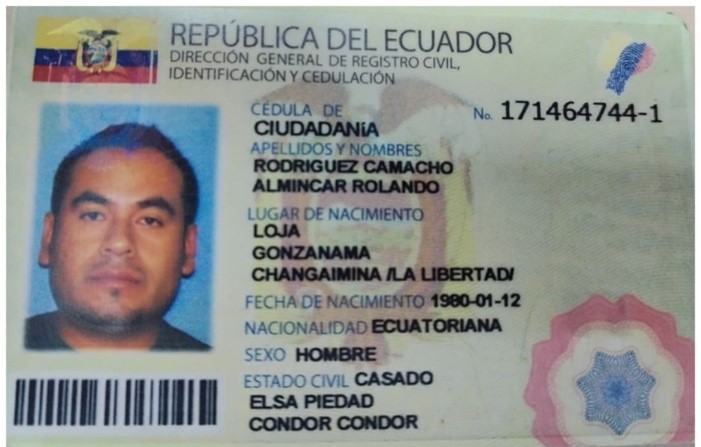 REPÚBLICA DEL ECUADOR
DIRECCIÓN GENERAL DE REGISTRO CIVIL,
IDENTIFICACIÓN Y CEDULACIÓN
CÉDULA DE No. 171464744-1
CIUDADANíA
APELLIDOS Y NOMBRES
RODRIGUEZ CAMACHO
ALMINCAR ROLANDO
LUGAR DE NACIMIENTO
LOJA
GONZANAMA
CHANGAIMINA /LA LIBERTAD/
FECHA DE NACIMIENTO 1980-01-12
NACIONALIDAD ECUATORIANA
SEXO HOMBRE
ESTADO CIVIL CASADO
ELSA PIEDAD
CONDOR CONDOR